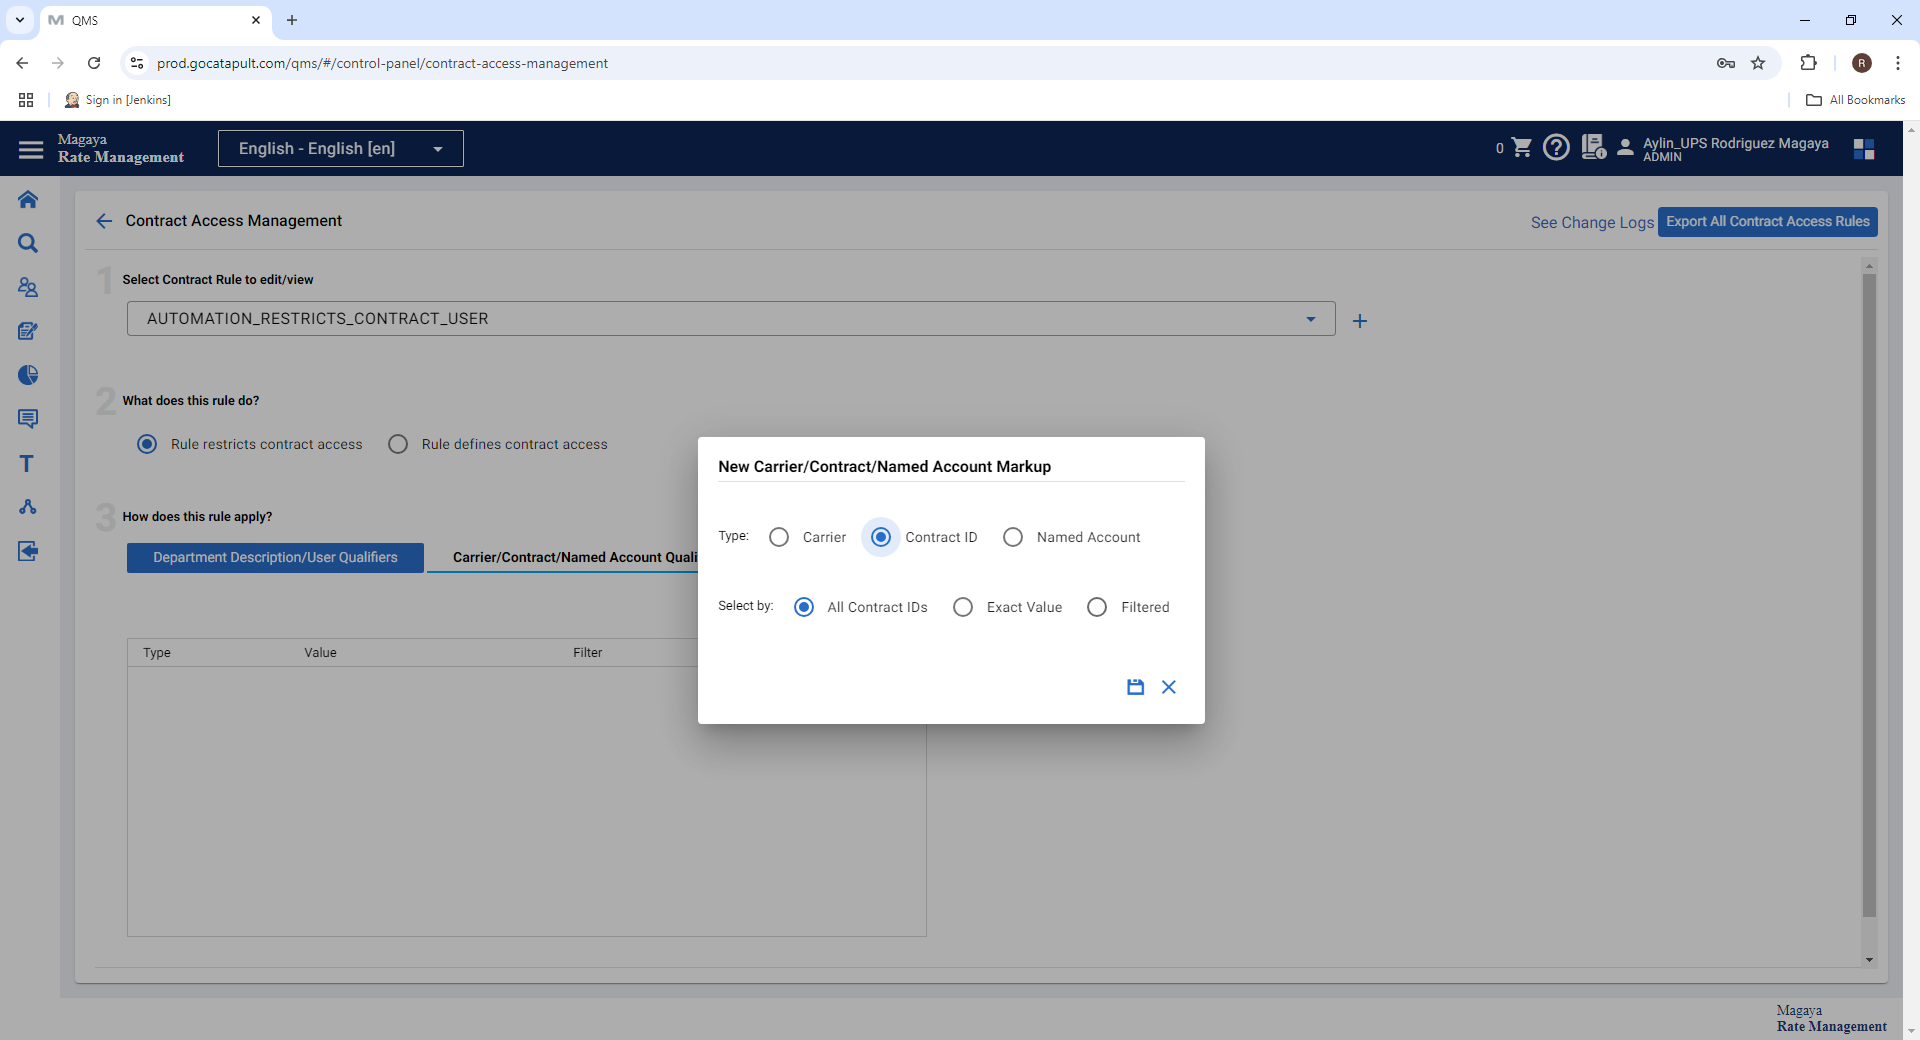 QMS
prod.gocatapult.com/qms/#/control-panel/contract-access-management
R
Sign in [Jenkins]
All Bookmarks
Magaya
Rate Management
English - English [en]
0
Aylin_UPS Rodriguez Magaya
ADMIN
Contract Access Management
See Change Logs
Export All Contract Access Rules
1 Select Contract Rule to edit/view
AUTOMATION_RESTRICTS_CONTRACT_USER
2 What does this rule do?
Rule restricts contract access
Rule defines contract access
3 How does this rule apply?
Department Description/User Qualifiers
Carrier/Contract/Named Account Quali
Type Value Filter
New Carrier/Contract/Named Account Markup
Type: Carrier Contract ID Named Account
Select by: All Contract IDs Exact Value Filtered
Magaya
Rate Management